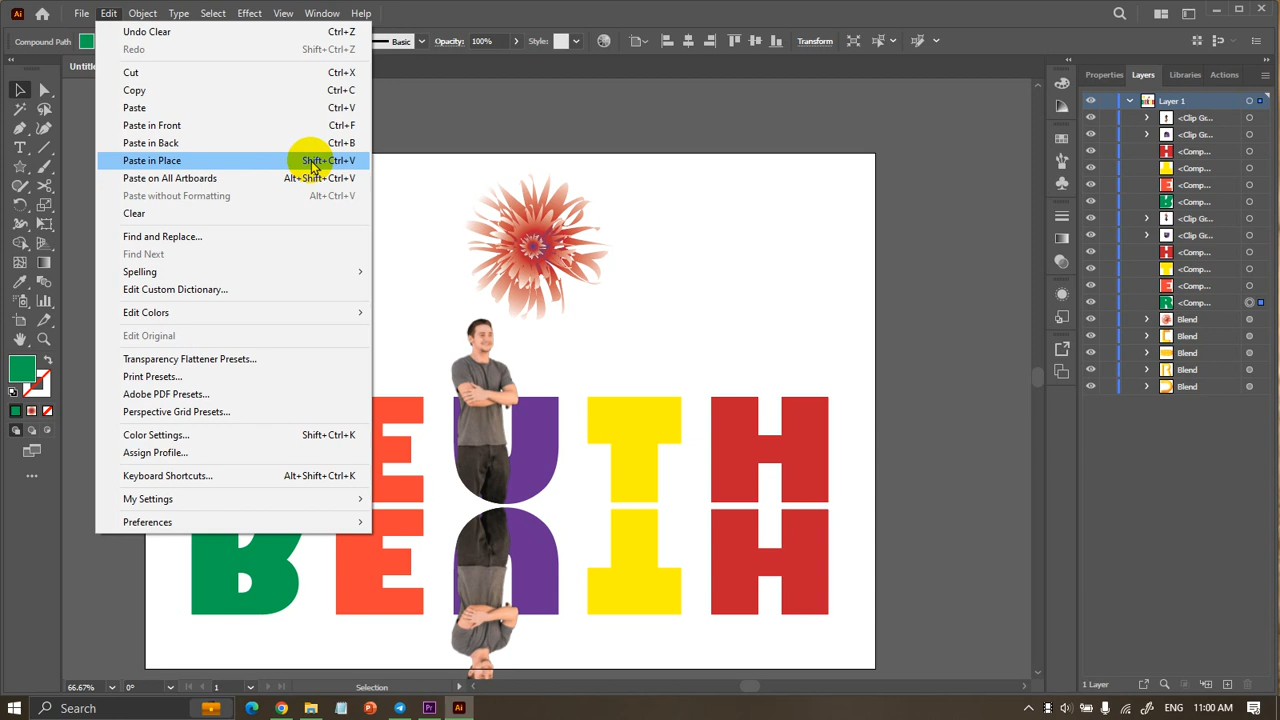 Ai File Edit Object Type Select Effect View Window Help
Compound Path Basic Opacity: 100% Style: Transform
Undo Clear Ctrl+Z
Redo Shift+Ctrl+Z
Cut Ctrl+X
Copy Ctrl+C
Paste Ctrl+V
Paste in Front Ctrl+F
Paste in Back Ctrl+B
Paste in Place Shift+Ctrl+V
Paste on All Artboards Alt+Shift+Ctrl+V
Paste without Formatting Alt+Ctrl+V
Clear
Find and Replace...
Find Next
Spelling
Edit Custom Dictionary...
Edit Colors
Edit Original
Transparency Flattener Presets...
Print Presets...
Adobe PDF Presets...
Perspective Grid Presets...
Color Settings... Shift+Ctrl+K
Assign Profile...
Keyboard Shortcuts... Alt+Shift+Ctrl+K
My Settings
Preferences
Properties Layers Libraries Actions
Layer 1
<Clip Gr...
<Clip Gr...
<Comp...
<Comp...
<Comp...
<Comp...
<Clip Gr...
<Clip Gr...
<Comp...
<Comp...
<Comp...
<Comp...
Blend
Blend
Blend
Blend
Blend
E U I H
B E I H
66.67% 0° 1 Selection
1 Layer
Search Pr Ai 11:00 AM